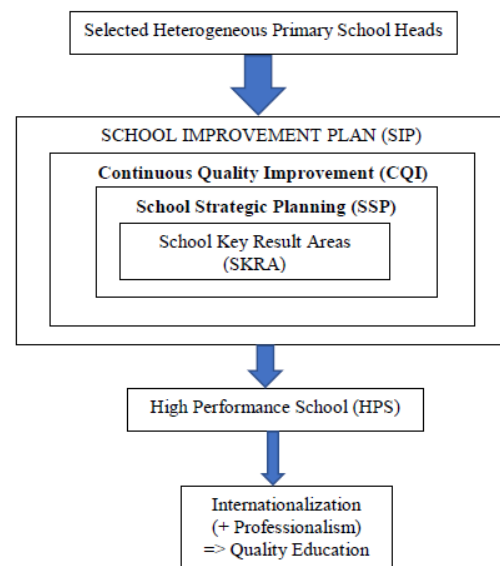 Selected Heterogeneous Primary School Heads
SCHOOL IMPROVEMENT PLAN (SIP)
Continuous Quality Improvement (CQI)
School Strategic Planning (SSP)
School Key Result Areas
(SKRA)
High Performance School (HPS)
Internationalization
(+ Professionalism)
=> Quality Education